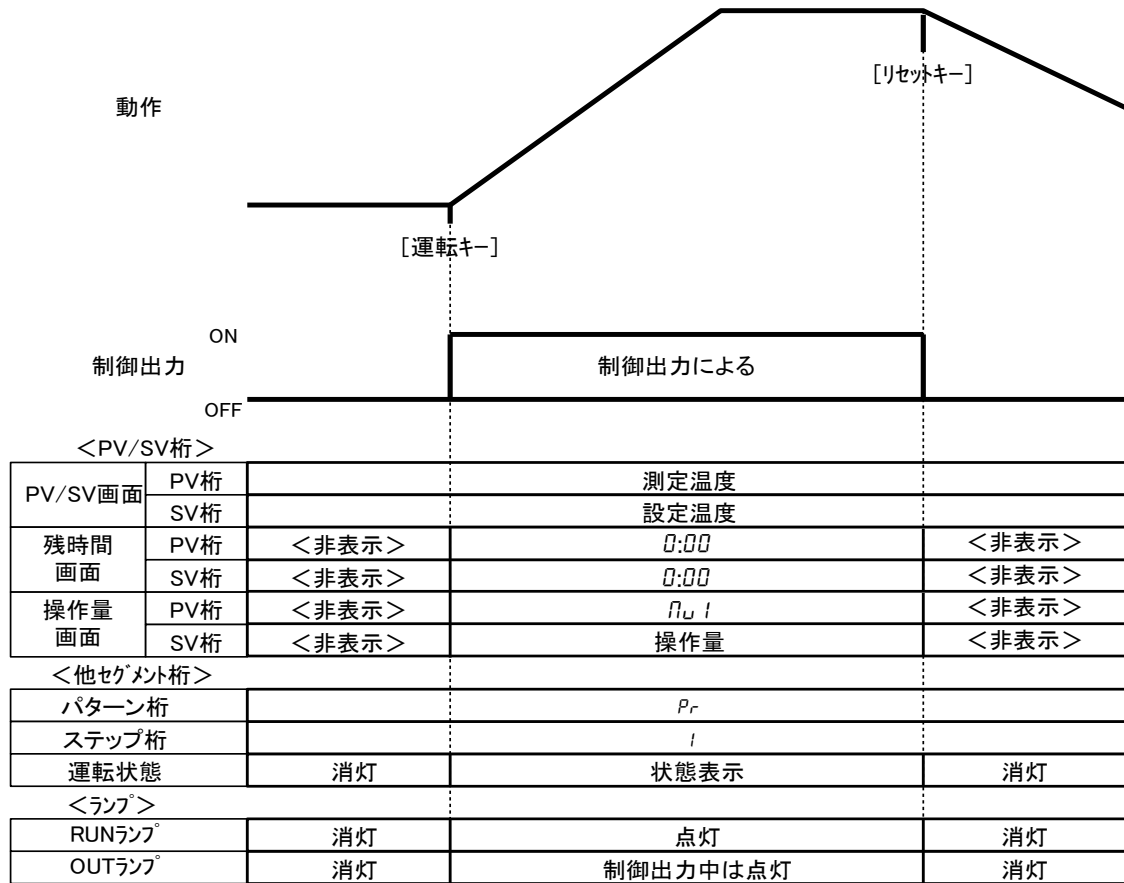 [リセットキー]
動作
[運転キー]
ON
制御出力
制御出力による
OFF
<PV/SV桁>
PV/SV画面 PV桁 測定温度
SV桁 設定温度
残時間画面 PV桁 <非表示> 0:00 <非表示>
SV桁 <非表示> 0:00 <非表示>
操作量画面 PV桁 <非表示> Mv1 <非表示>
SV桁 <非表示> 操作量 <非表示>
<他セグメント桁>
パターン桁 Pr
ステップ桁 1
運転状態 消灯 状態表示 消灯
<ランプ>
RUNランプ 消灯 点灯 消灯
OUTランプ 消灯 制御出力中は点灯 消灯